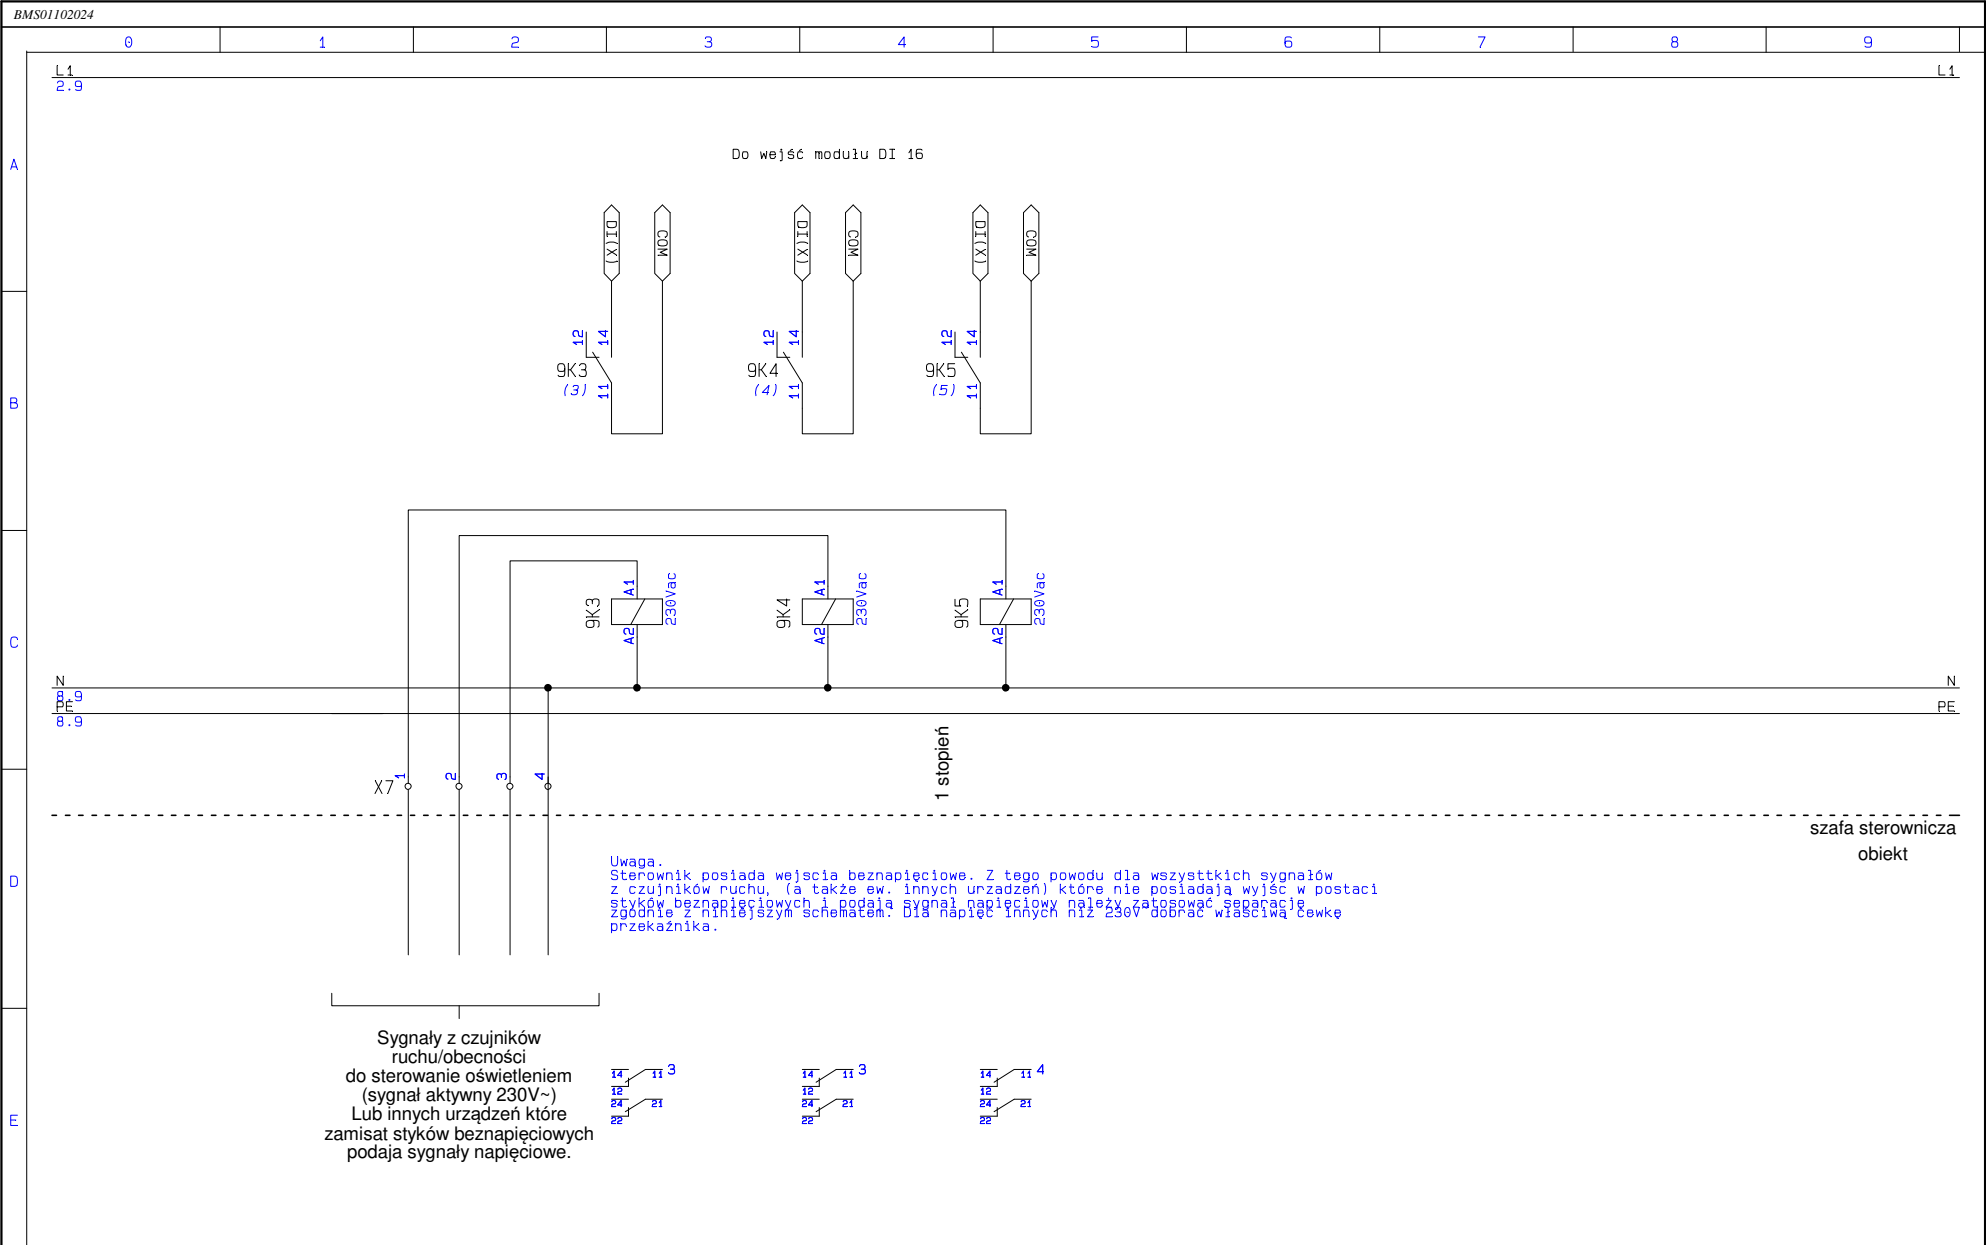 BMS01102024
0 1 2 3 4 5 6 7 8 9
L1 L1
2.9
A
Do wejść modułu DI 16
DI(X) COM DI(X) COM DI(X) COM
12 14 12 14 12 14
9K3 9K4 9K5
(3) 11 (4) 11 (5) 11
B
A1 A1 A1
9K3 230Vac 9K4 230Vac 9K5 230Vac
A2 A2 A2
C
N N
8.9
PE PE
8.9
1 stopień
X7 1 2 3 4
szafa sterownicza
obiekt
D
Uwaga.
Sterownik posiada wejscia beznapięciowe. Z tego powodu dla wszysttkich sygnałów
z czujników ruchu, (a także ew. innych urzadzeń) które nie posiadają wyjśc w postaci
styków beznapięciowych i podają sygnał napięciowy należy zatosować separację
zgodnie z niniejszym schematem. Dla napięć innych niż 230V dobrać właściwą cewkę
przekaźnika.
Sygnały z czujników
ruchu/obecności
do sterowanie oświetleniem
(sygnał aktywny 230V~)
Lub innych urządzeń które
zamisat styków beznapięciowych
podaja sygnały napięciowe.
14 11 3 14 11 3 14 11 4
12 12 12
24 21 24 21 24 21
22 22 22
E